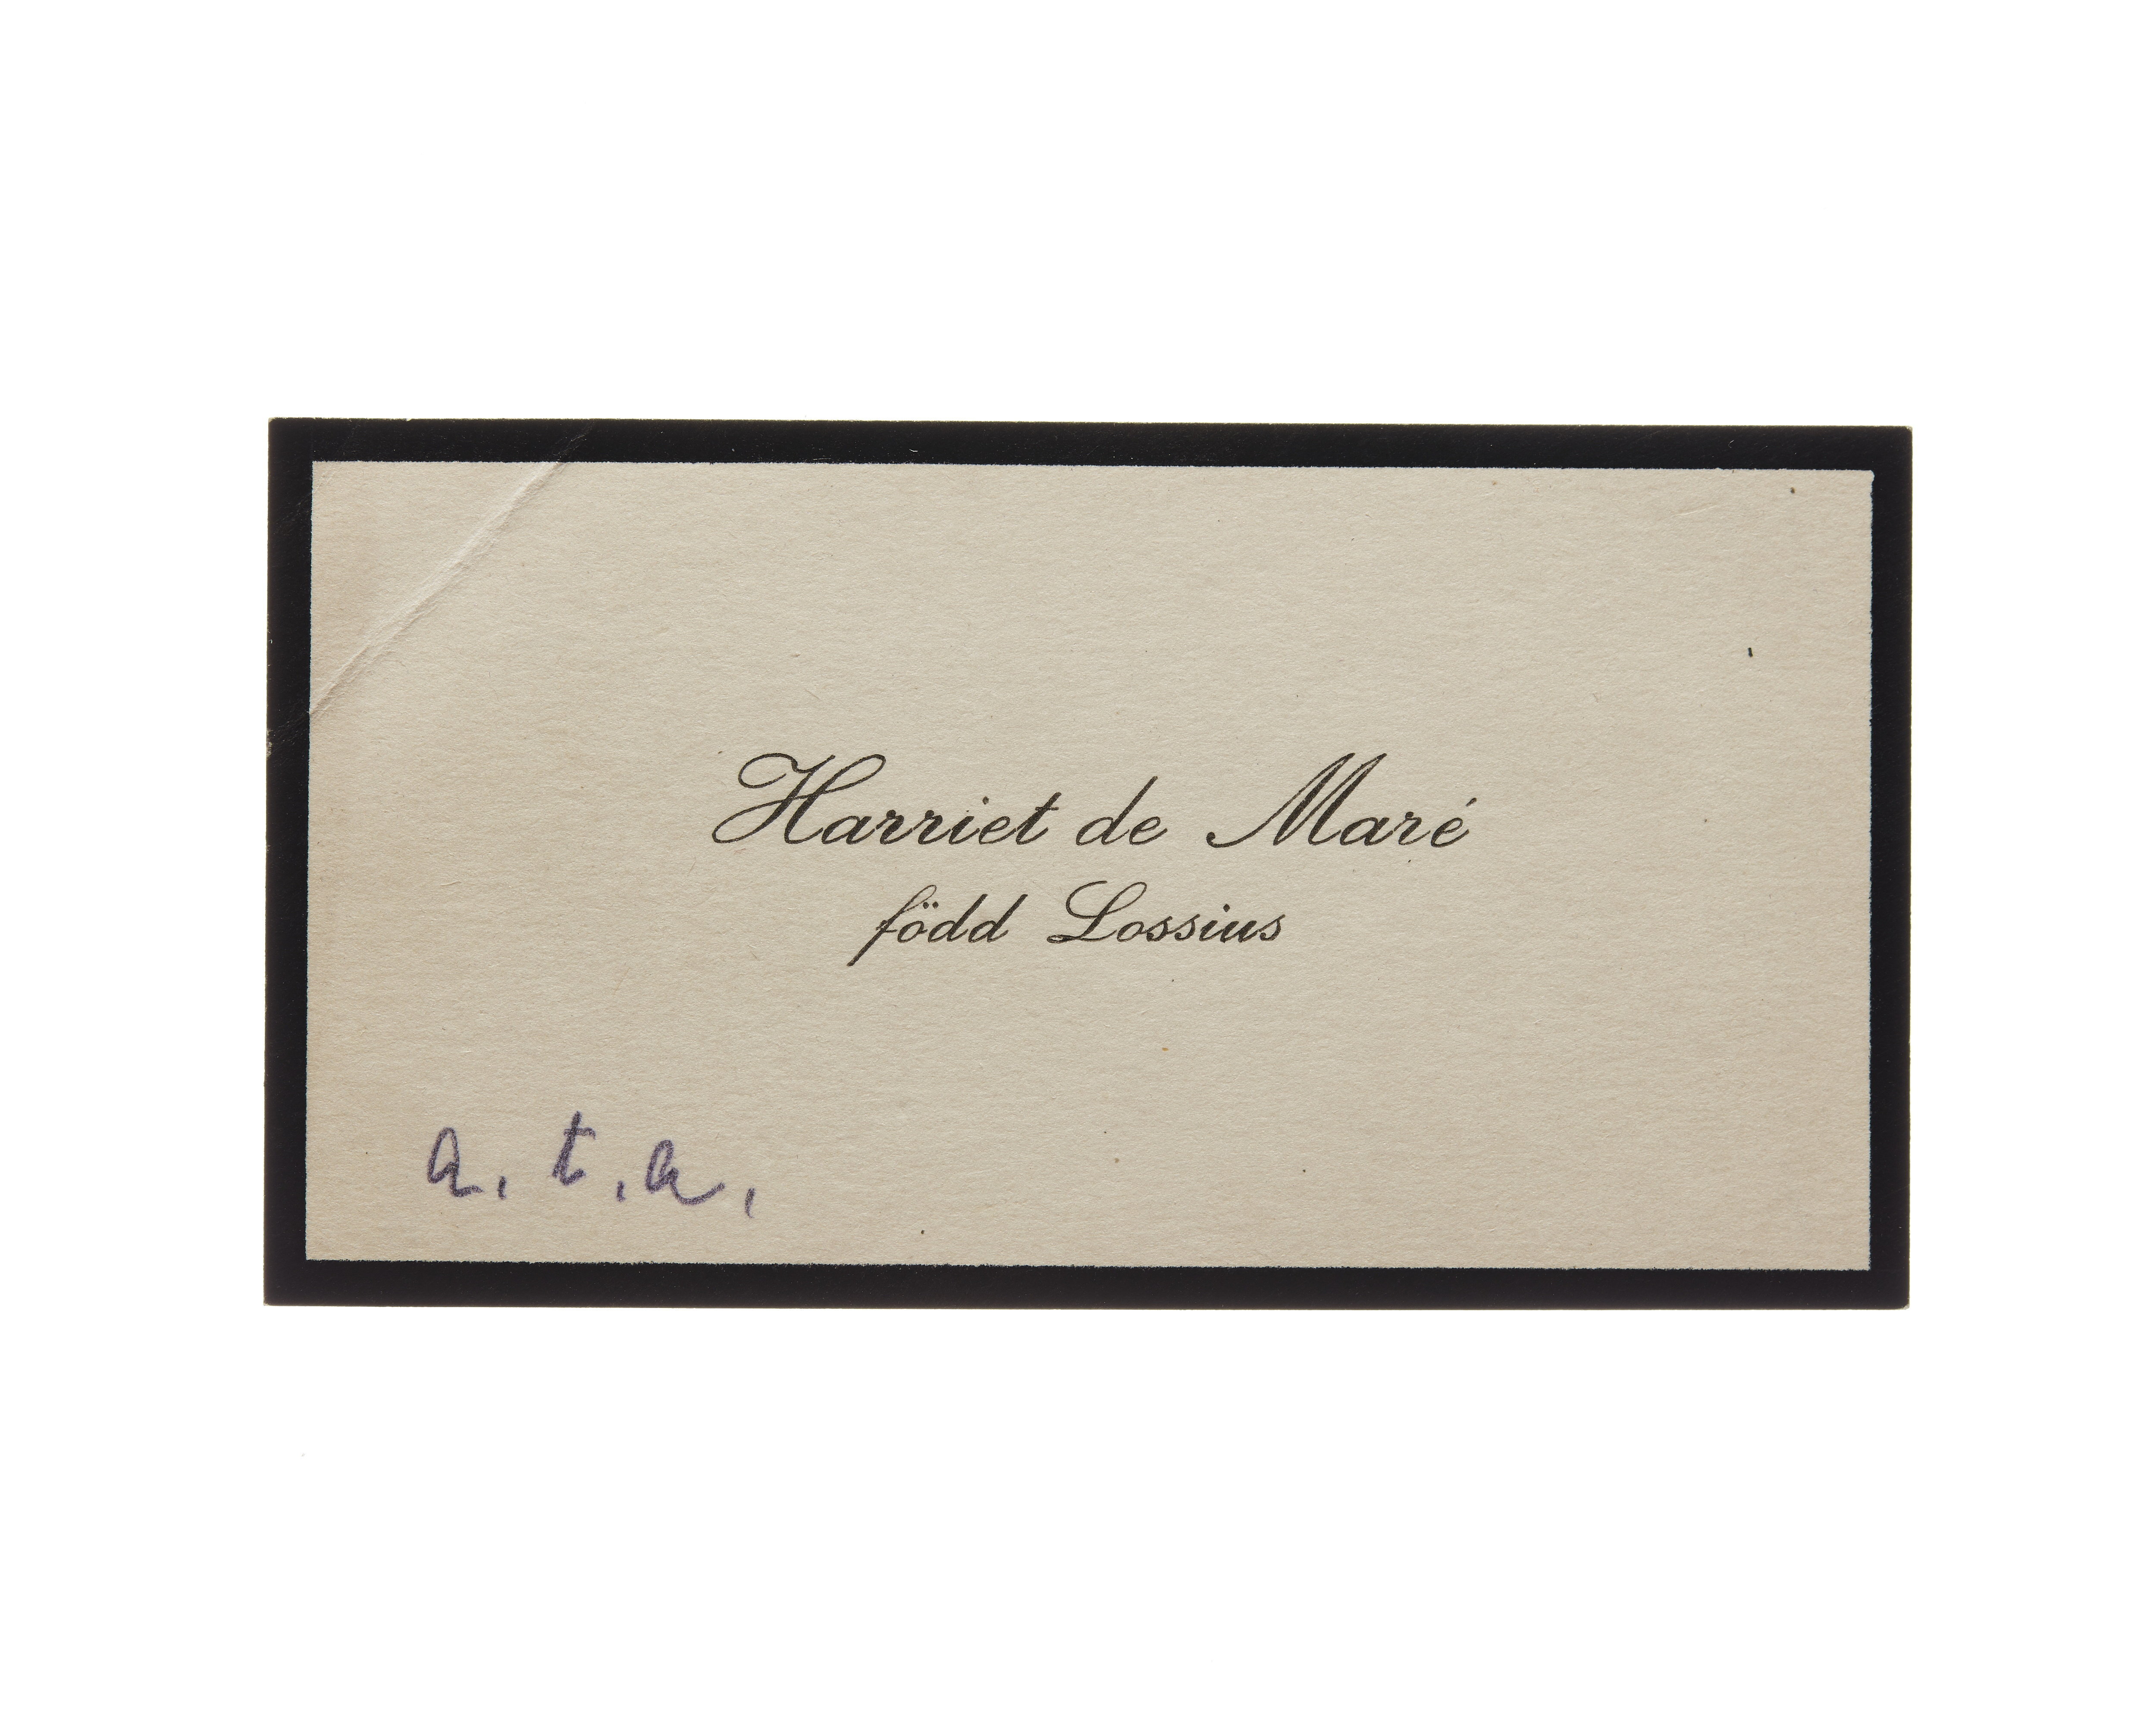 Harriet de Maré
född Lossius
a. t. a.